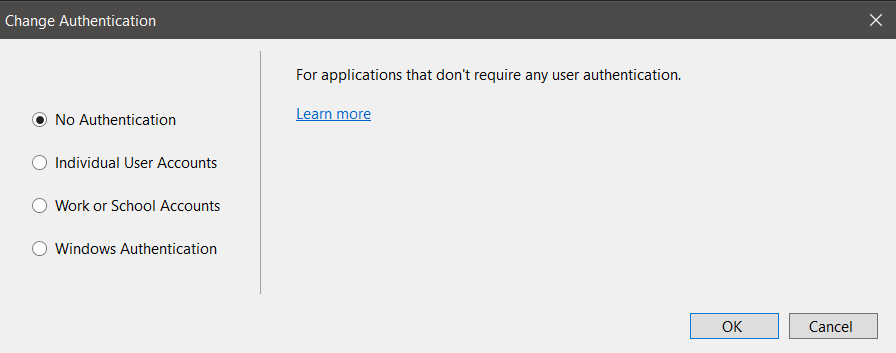 Change Authentication
For applications that don't require any user authentication.
Learn more
No Authentication
Individual User Accounts
Work or School Accounts
Windows Authentication
OK
Cancel